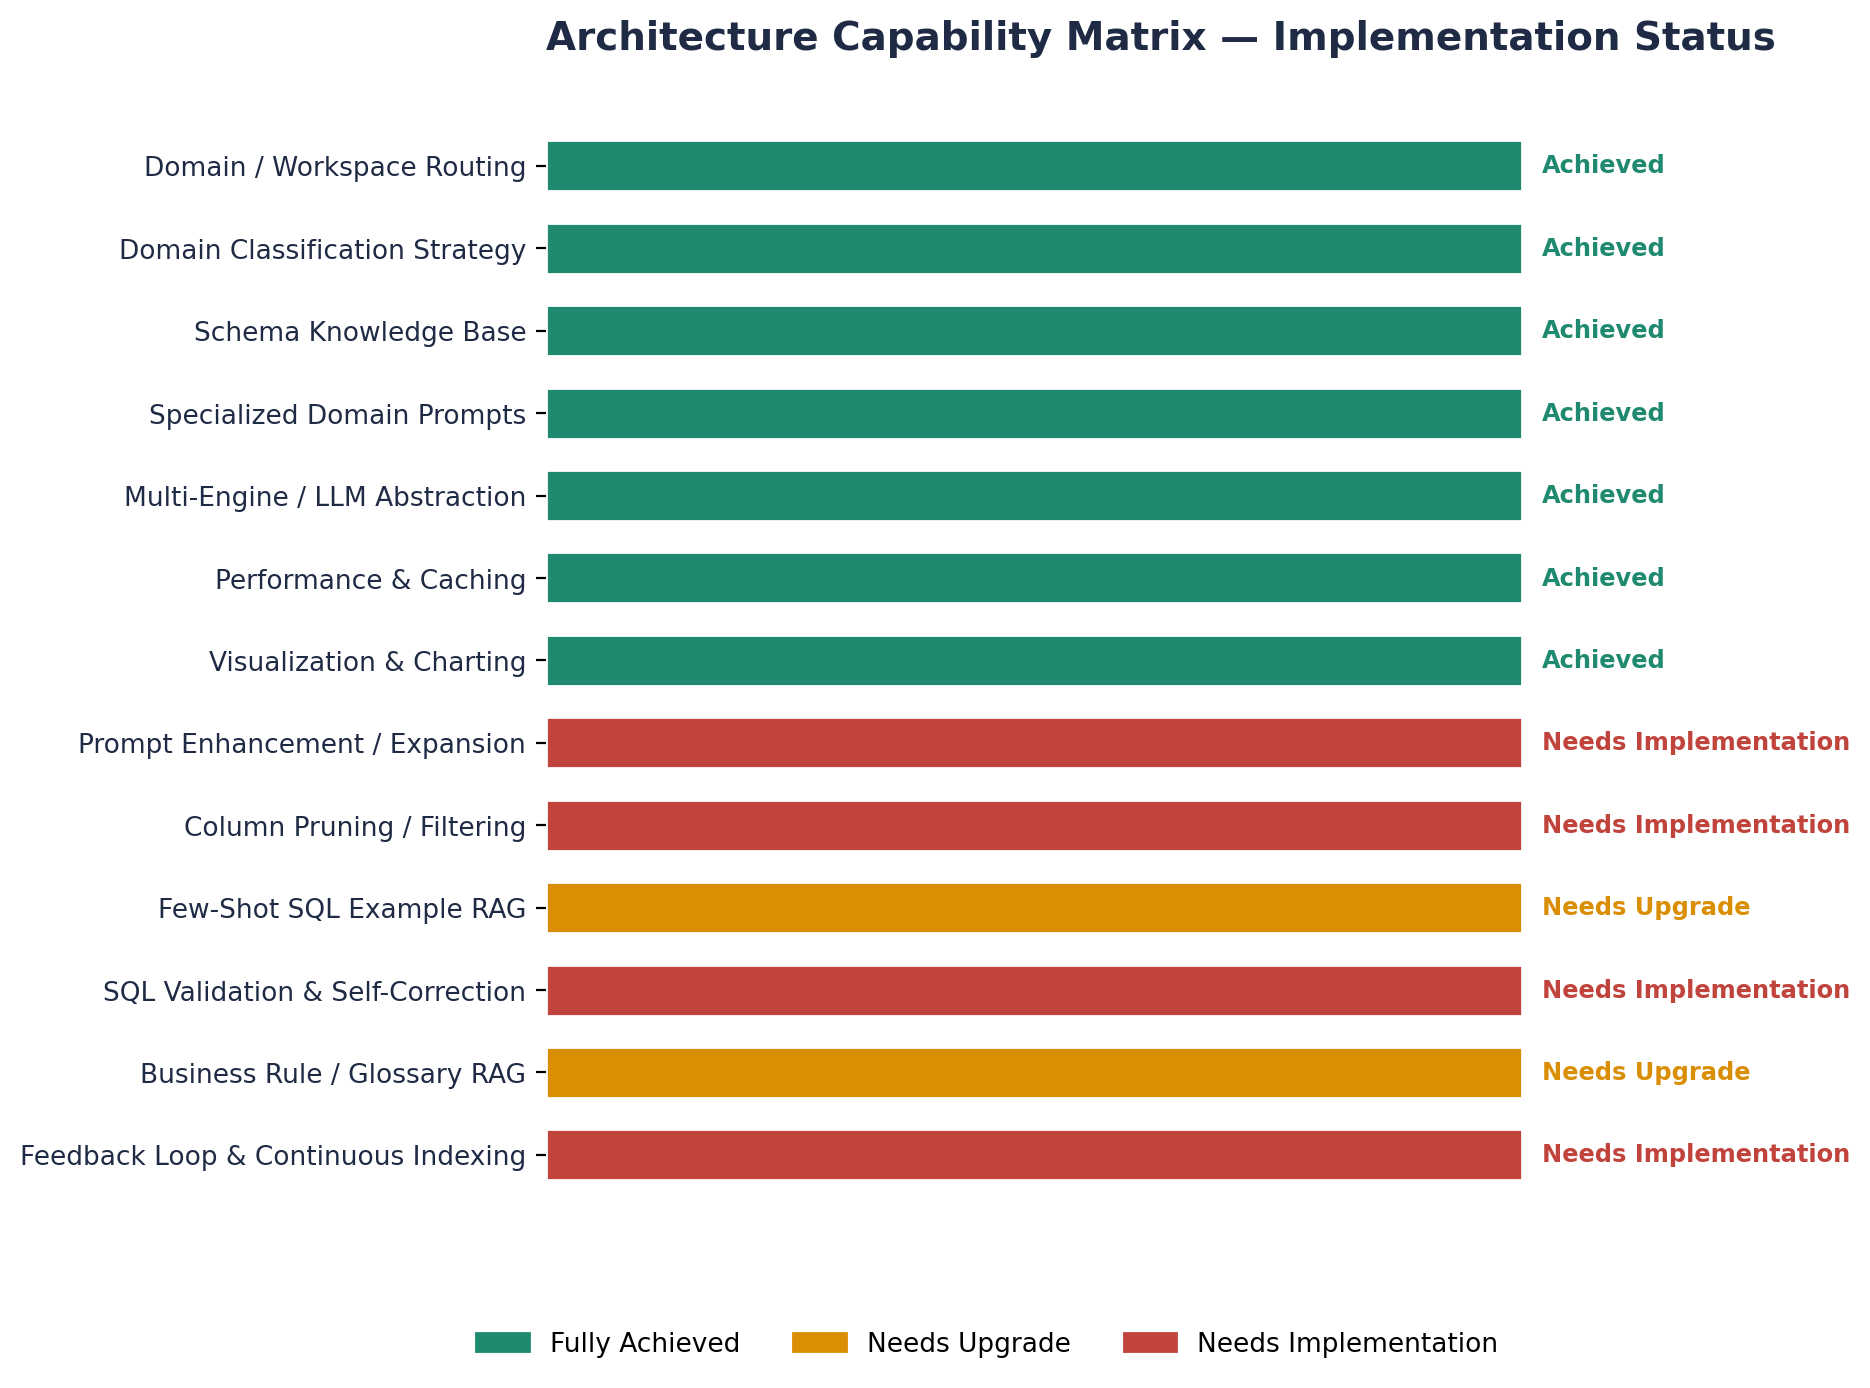 Architecture Capability Matrix — Implementation Status
Domain / Workspace Routing
Achieved
Domain Classification Strategy
Achieved
Schema Knowledge Base
Achieved
Specialized Domain Prompts
Achieved
Multi-Engine / LLM Abstraction
Achieved
Performance & Caching
Achieved
Visualization & Charting
Achieved
Prompt Enhancement / Expansion
Needs Implementation
Column Pruning / Filtering
Needs Implementation
Few-Shot SQL Example RAG
Needs Upgrade
SQL Validation & Self-Correction
Needs Implementation
Business Rule / Glossary RAG
Needs Upgrade
Feedback Loop & Continuous Indexing
Needs Implementation
Fully Achieved
Needs Upgrade
Needs Implementation